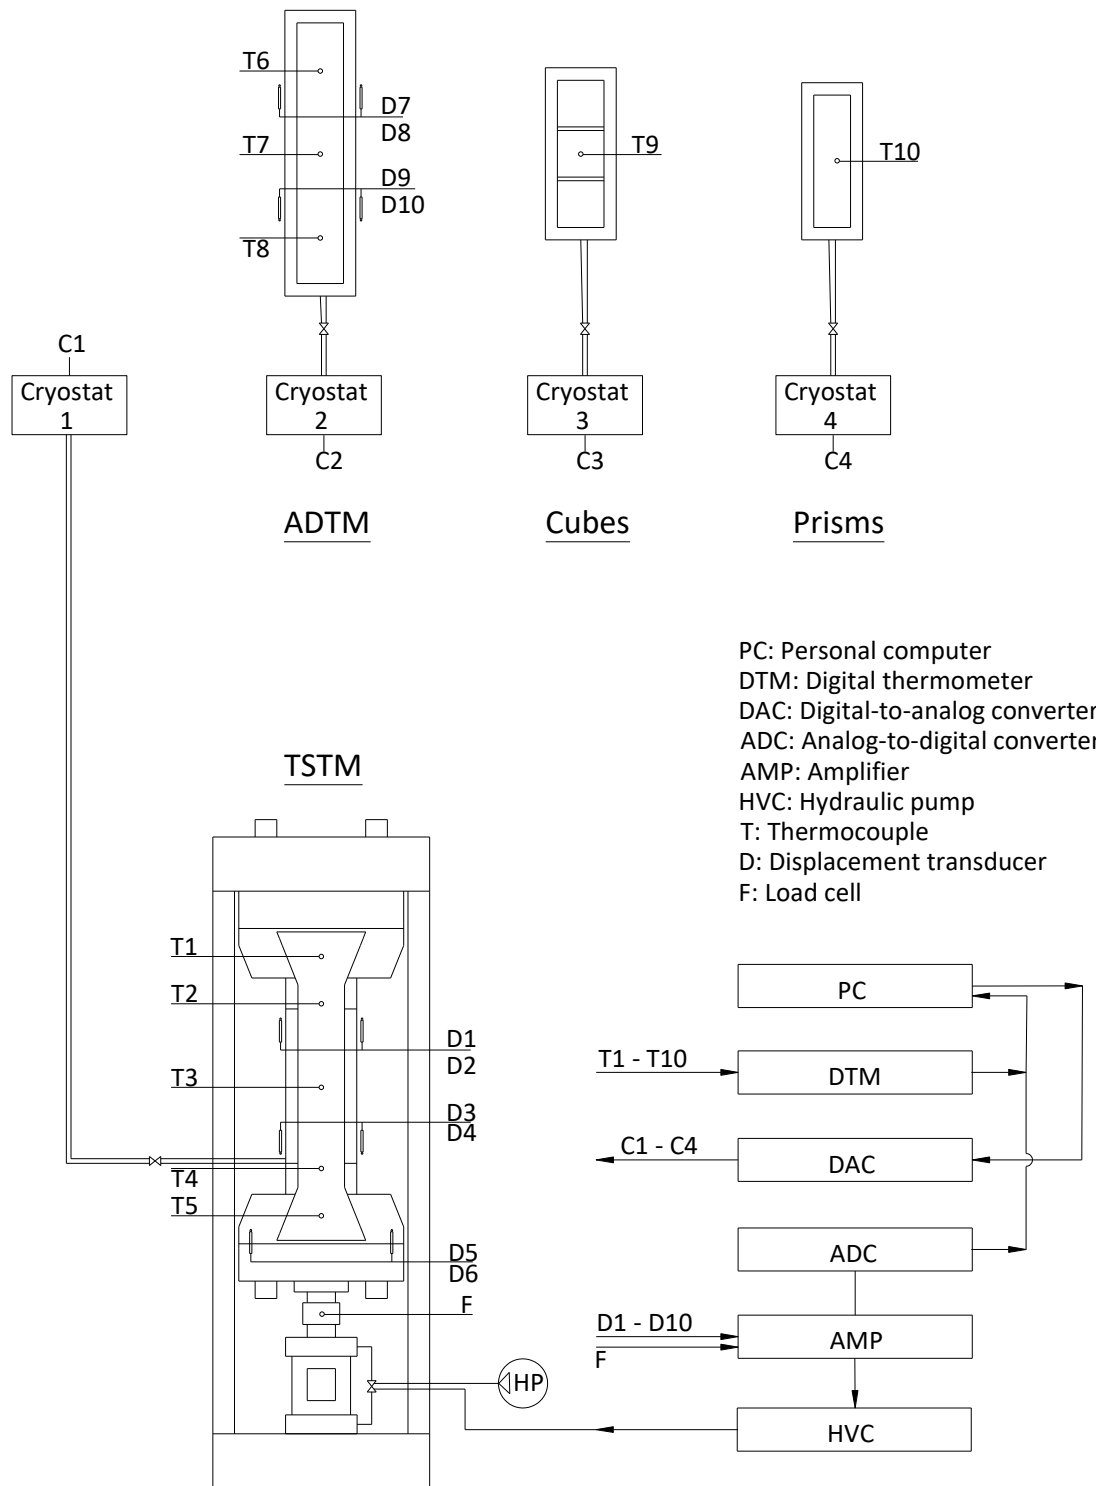 T6
D7
D8
T7
D9
D10
T8
T9
T10
C1
Cryostat
1
Cryostat
2
Cryostat
3
Cryostat
4
C2
C3
C4
ADTM
Cubes
Prisms
PC: Personal computer
DTM: Digital thermometer
DAC: Digital-to-analog converter
ADC: Analog-to-digital converter
AMP: Amplifier
HVC: Hydraulic pump
T: Thermocouple
D: Displacement transducer
F: Load cell
TSTM
T1
T2
D1
D2
T3
D3
D4
T4
T5
D5
D6
F
HP
PC
T1 - T10
DTM
C1 - C4
DAC
ADC
D1 - D10
F
AMP
HVC